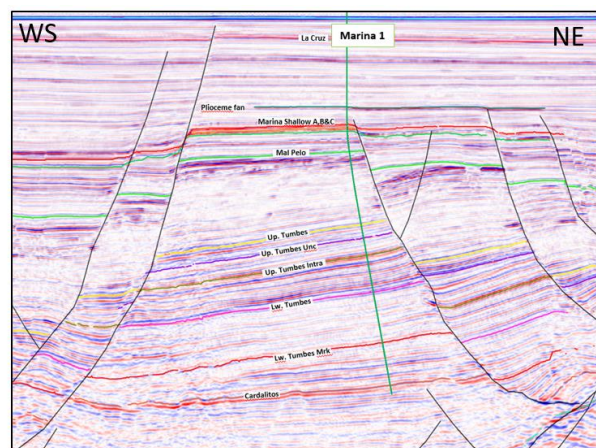 WS
NE
Marina 1
La Cruz
Pliocene fan
Marina Shallow A,B&C
Mal Pelo
Up. Tumbes
Up. Tumbes Unc
Up. Tumbes Intra
Lw. Tumbes
Lw. Tumbes Mrk
Cardalitos